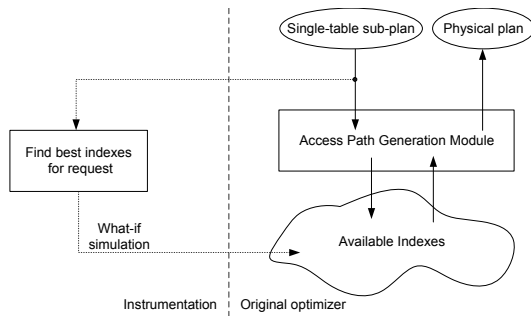 Single-table sub-plan
Physical plan
Find best indexes
for request
Access Path Generation Module
What-if
simulation
Available Indexes
Instrumentation
Original optimizer